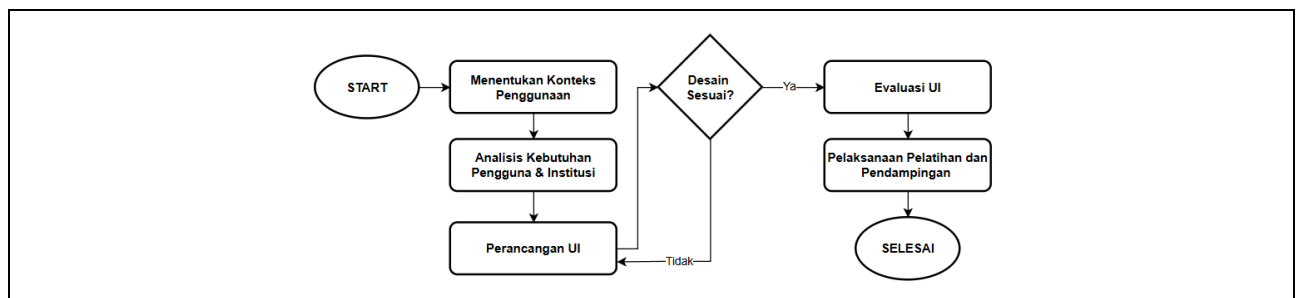 START
Menentukan Konteks
Penggunaan
Analisis Kebutuhan
Pengguna & Institusi
Perancangan UI
Desain
Sesuai?
Tidak
Ya
Evaluasi UI
Pelaksanaan Pelatihan dan
Pendampingan
SELESAI